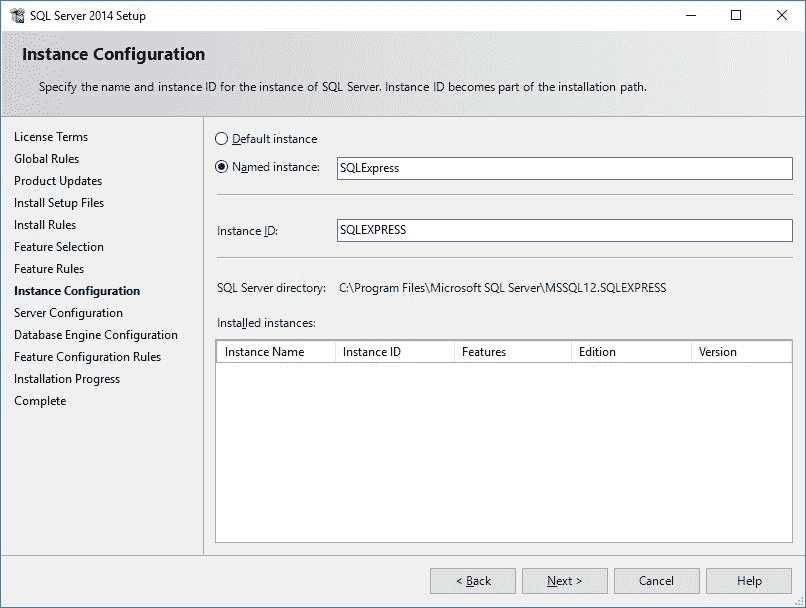 SQL Server 2014 Setup
Instance Configuration
Specify the name and instance ID for the instance of SQL Server. Instance ID becomes part of the installation path.
License Terms
Global Rules
Product Updates
Install Setup Files
Install Rules
Feature Selection
Feature Rules
Instance Configuration
Server Configuration
Database Engine Configuration
Feature Configuration Rules
Installation Progress
Complete
Default instance
Named instance: SQLExpress
Instance ID: SQLEXPRESS
SQL Server directory: C:\Program Files\Microsoft SQL Server\MSSQL12.SQLEXPRESS
Installed instances:
Instance Name Instance ID Features Edition Version
< Back Next > Cancel Help